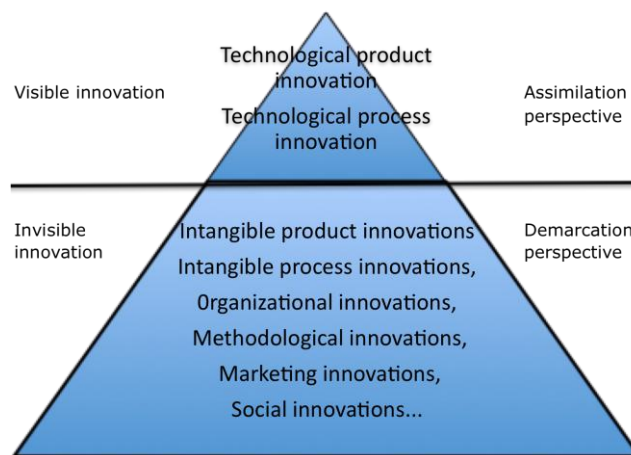 Technological product
innovation
Technological process
innovation
Visible innovation
Assimilation
perspective
Invisible
innovation
Demarcation
perspective
Intangible product innovations
Intangible process innovations,
0rganizational innovations,
Methodological innovations,
Marketing innovations,
Social innovations...